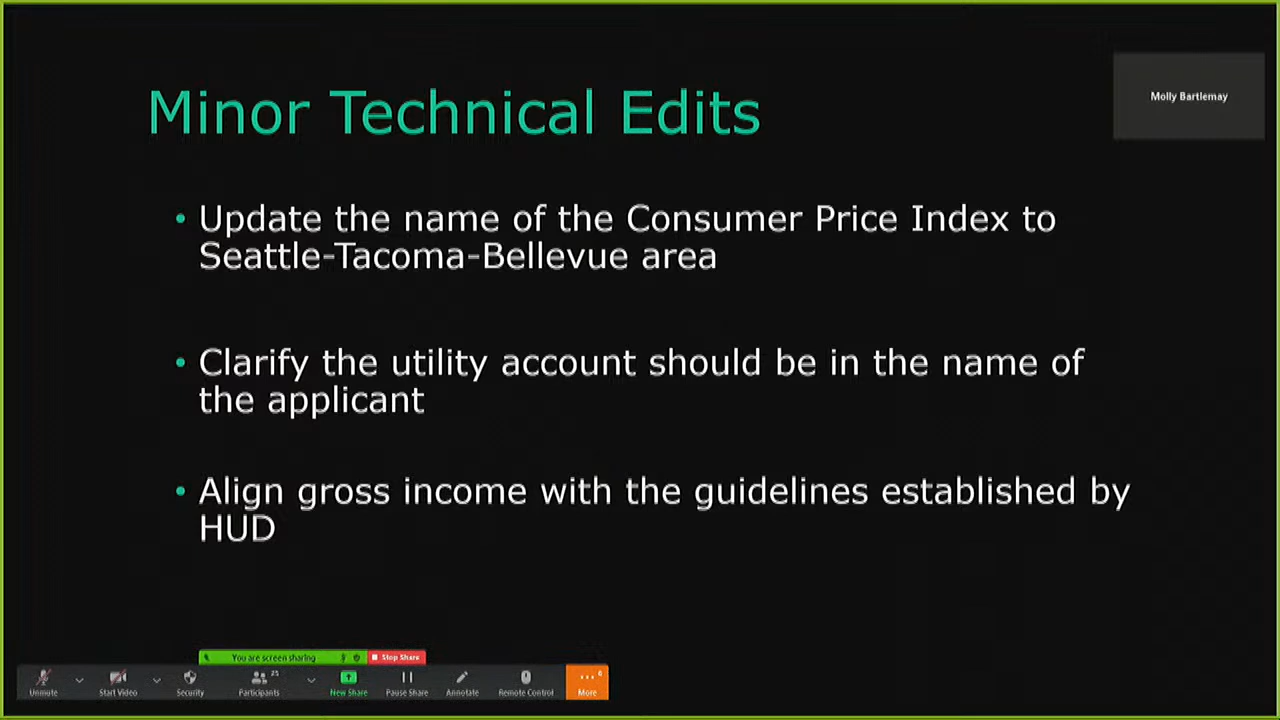 Minor Technical Edits
Molly Bartlemay
• Update the name of the Consumer Price Index to
Seattle-Tacoma-Bellevue area
• Clarify the utility account should be in the name of
the applicant
• Align gross income with the guidelines established by
HUD
You are screen sharing
Stop Share
Unmute
Start Video
Security
Participants
25
New Share
Pause Share
Annotate
Remote Control
More